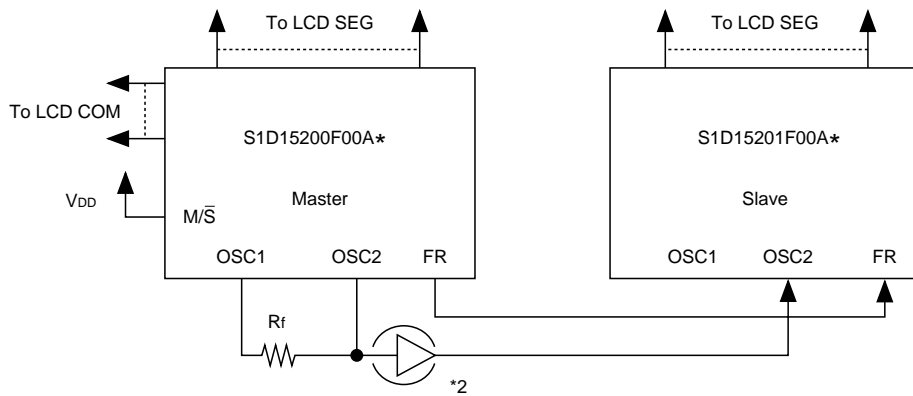 To LCD SEG
To LCD SEG
To LCD COM
S1D15200F00A*
S1D15201F00A*
VDD
Master
Slave
M/S̅
OSC1
OSC2
FR
OSC1
OSC2
FR
Rf
*2